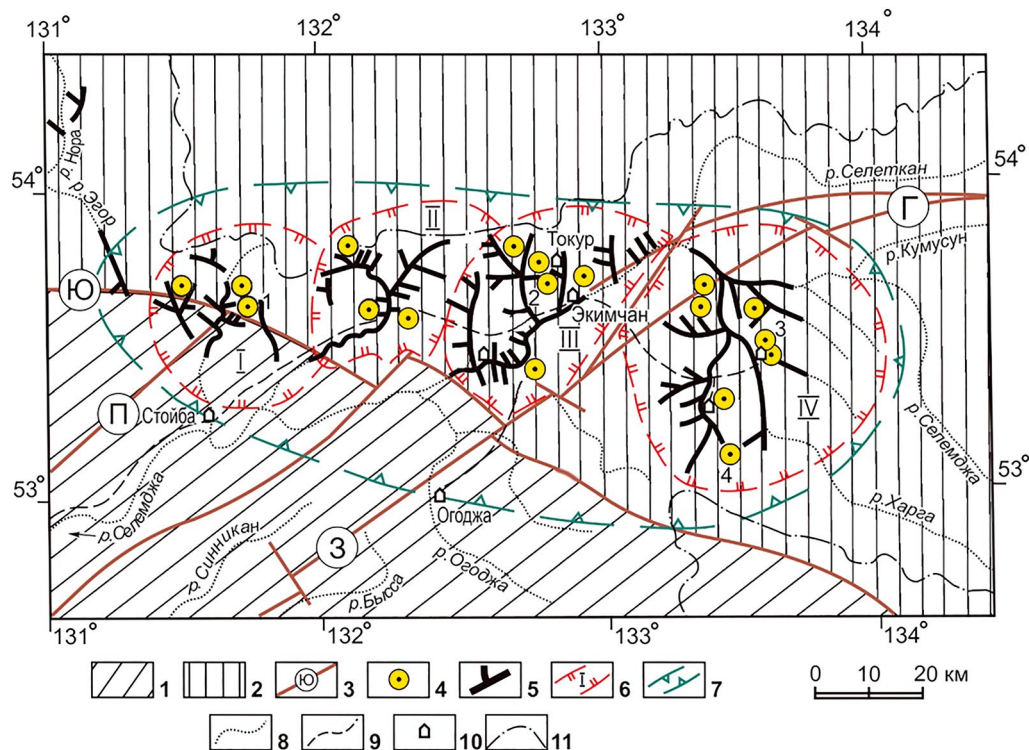 131°
132°
133°
134°
р.Нора
р. Эгор
54°
54°
р.Селеткан
Г
р.Кумусун
II
Токур
Ю
1
2
Экимчан
3
I
III
П
Стойба
IV
4
р.Селемджа
53°
53°
Огоджа
р.Харга
р.Селемджа
р.Синникан
З
р.Бысса
р.Огоджа
131°
132°
133°
134°
1
2
Ю
3
4
5
I
6
7
0 10 20 км
8
9
10
11